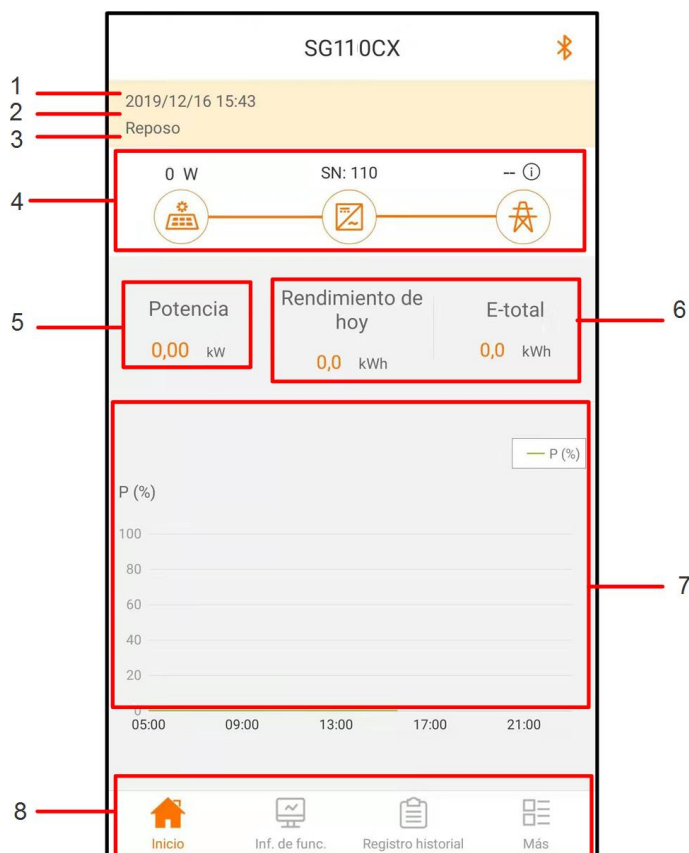 SG110CX
1
2019/12/16 15:43
2
Reposo
3
0 W
SN: 110
--
4
Potencia
0,00 kW
5
Rendimiento de
hoy
0,0 kWh
E-total
0,0 kWh
6
P (%)
P (%)
100
80
60
40
20
0
05:00
09:00
13:00
17:00
21:00
7
8
Inicio
Inf. de func.
Registro historial
Más